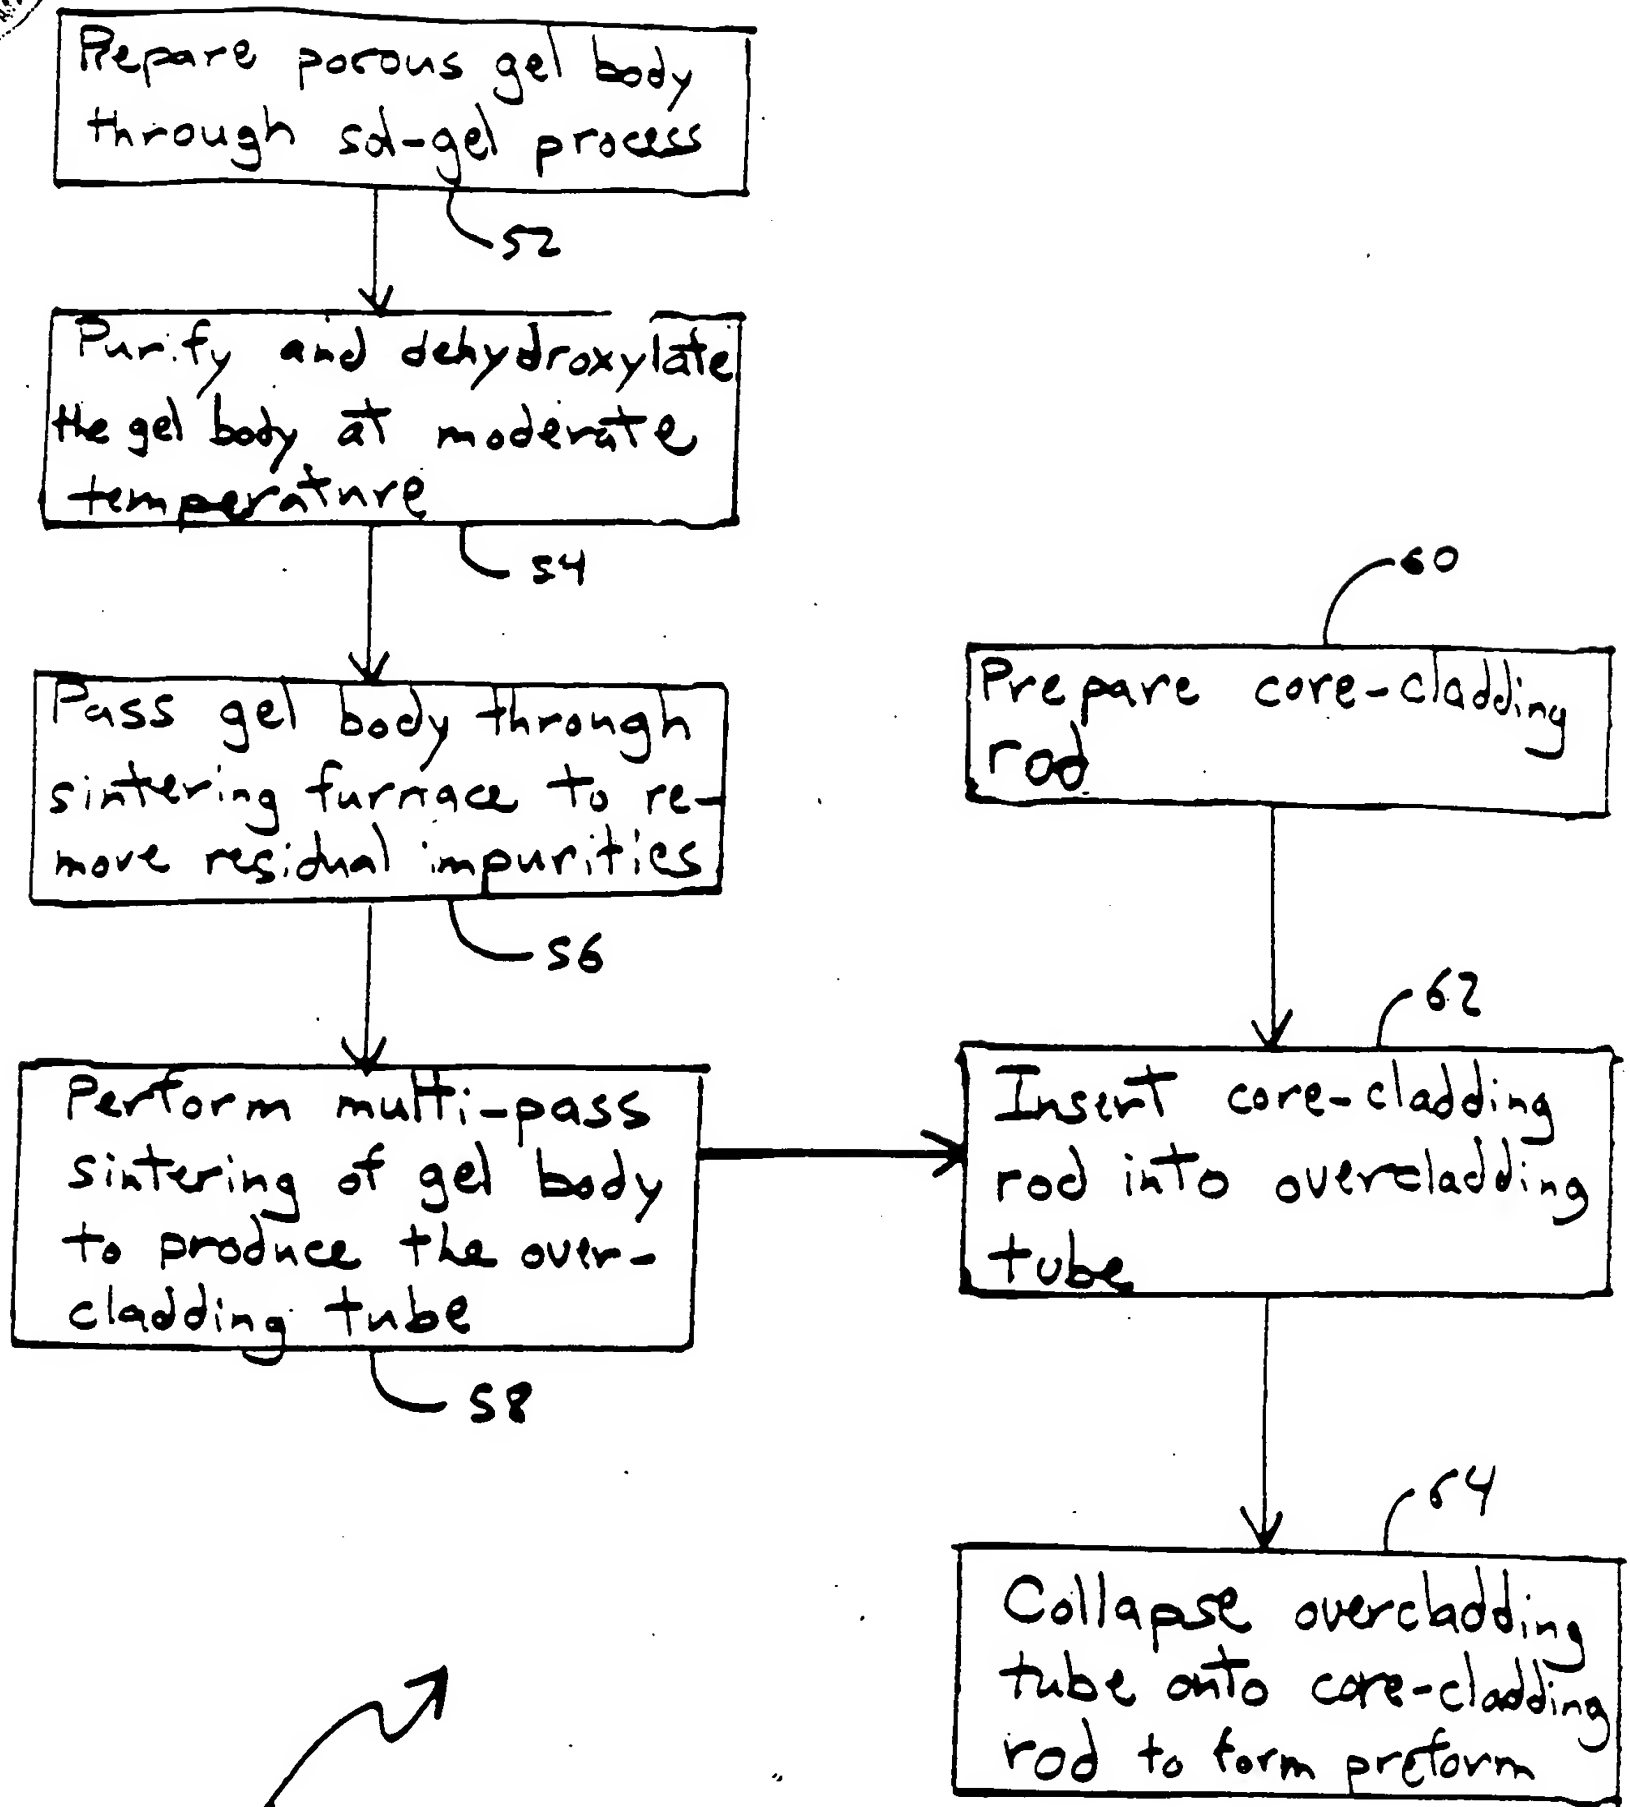 Prepare porous gel body
through sol-gel process
52
Purify and dehydroxylate
the gel body at moderate
temperature
54
Pass gel body through
sintering furnace to re-
move residual impurities
56
Perform multi-pass
sintering of gel body
to produce the over-
cladding tube
58
60
Prepare core-cladding
rod
62
Insert core-cladding
rod into overcladding
tube
64
Collapse overcladding
tube onto core-cladding
rod to form preform